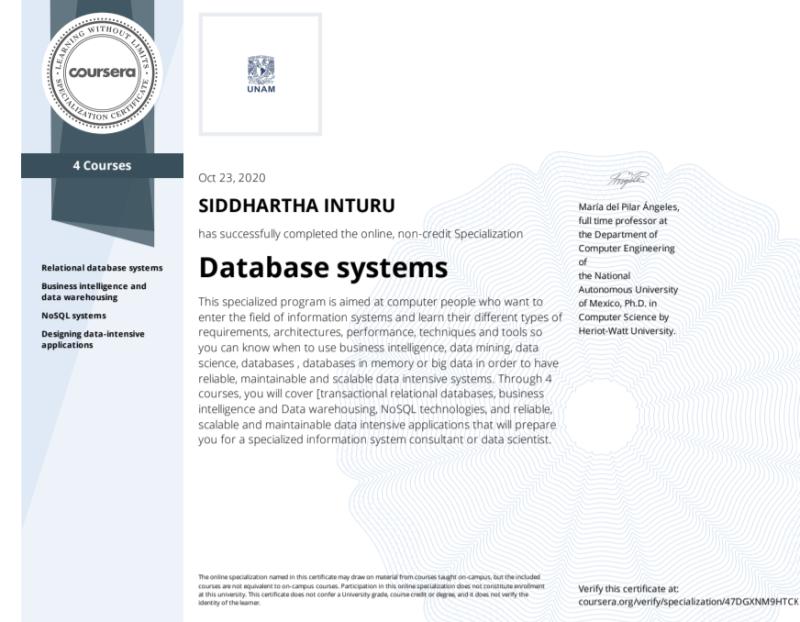 LEARNING WITHOUT LIMITS
coursera
SPECIALIZATION CERTIFICATE
4 Courses
Relational database systems
Business intelligence and
data warehousing
NoSQL systems
Designing data-intensive
applications
UNAM
Oct 23, 2020
SIDDHARTHA INTURU
has successfully completed the online, non-credit Specialization
Database systems
This specialized program is aimed at computer people who want to
enter the field of information systems and learn their different types of
requirements, architectures, performance, techniques and tools so
you can know when to use business intelligence, data mining, data
science, databases , databases in memory or big data in order to have
reliable, maintainable and scalable data intensive systems. Through 4
courses, you will cover [transactional relational databases, business
intelligence and Data warehousing, NoSQL technologies, and reliable,
scalable and maintainable data intensive applications that will prepare
you for a specialized information system consultant or data scientist.
María del Pilar Ángeles,
full time professor at
the Department of
Computer Engineering
of
the National
Autonomous University
of Mexico, Ph.D. in
Computer Science by
Heriot-Watt University.
The online specialization named in this certificate may draw on material from courses taught on-campus, but the included
courses are not equivalent to on-campus courses. Participation in this online specialization does not constitute enrollment
at this university. This certificate does not confer a University grade, course credit or degree, and it does not verify the
identity of the learner.
Verify this certificate at:
coursera.org/verify/specialization/47DGXNM9HTCK